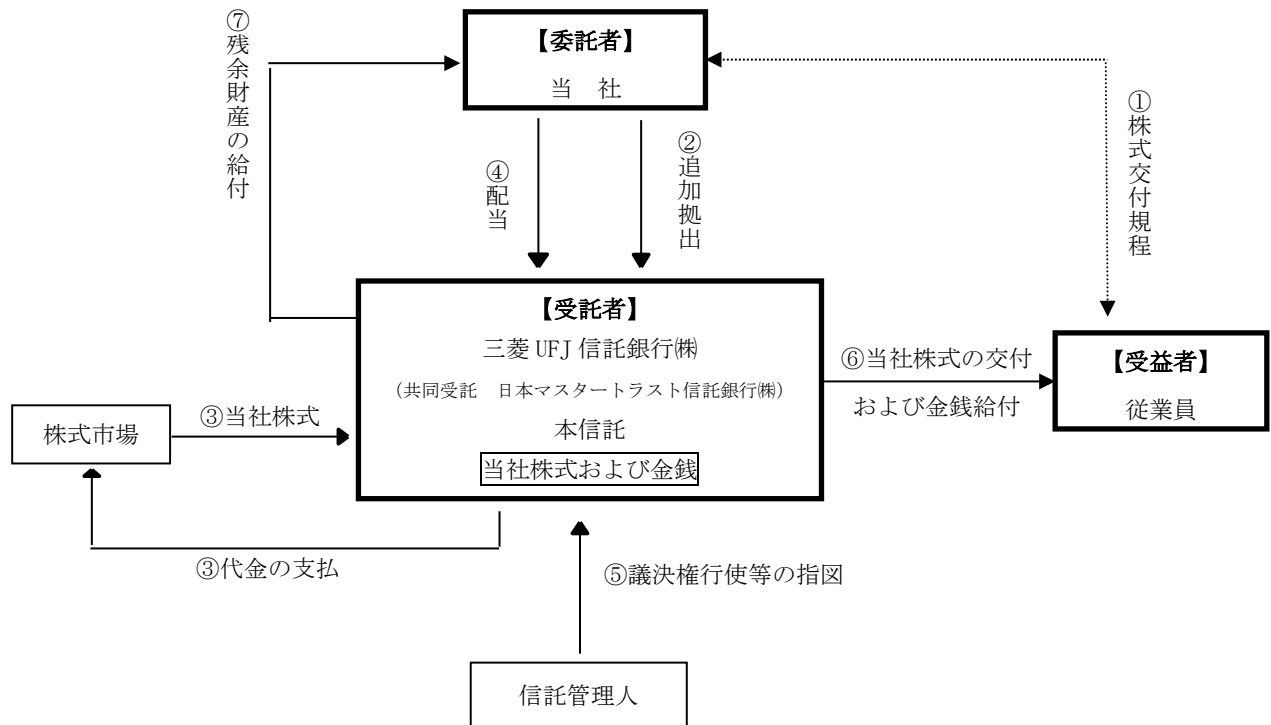 ⑦残余財産の給付
【委託者】
当 社
①株式交付規程
④配当
②追加拠出
【受託者】
三菱 UFJ 信託銀行㈱
(共同受託 日本マスタートラスト信託銀行㈱)
本信託
当社株式および金銭
⑥当社株式の交付
および金銭給付
【受益者】
従業員
株式市場
③当社株式
③代金の支払
⑤議決権行使等の指図
信託管理人